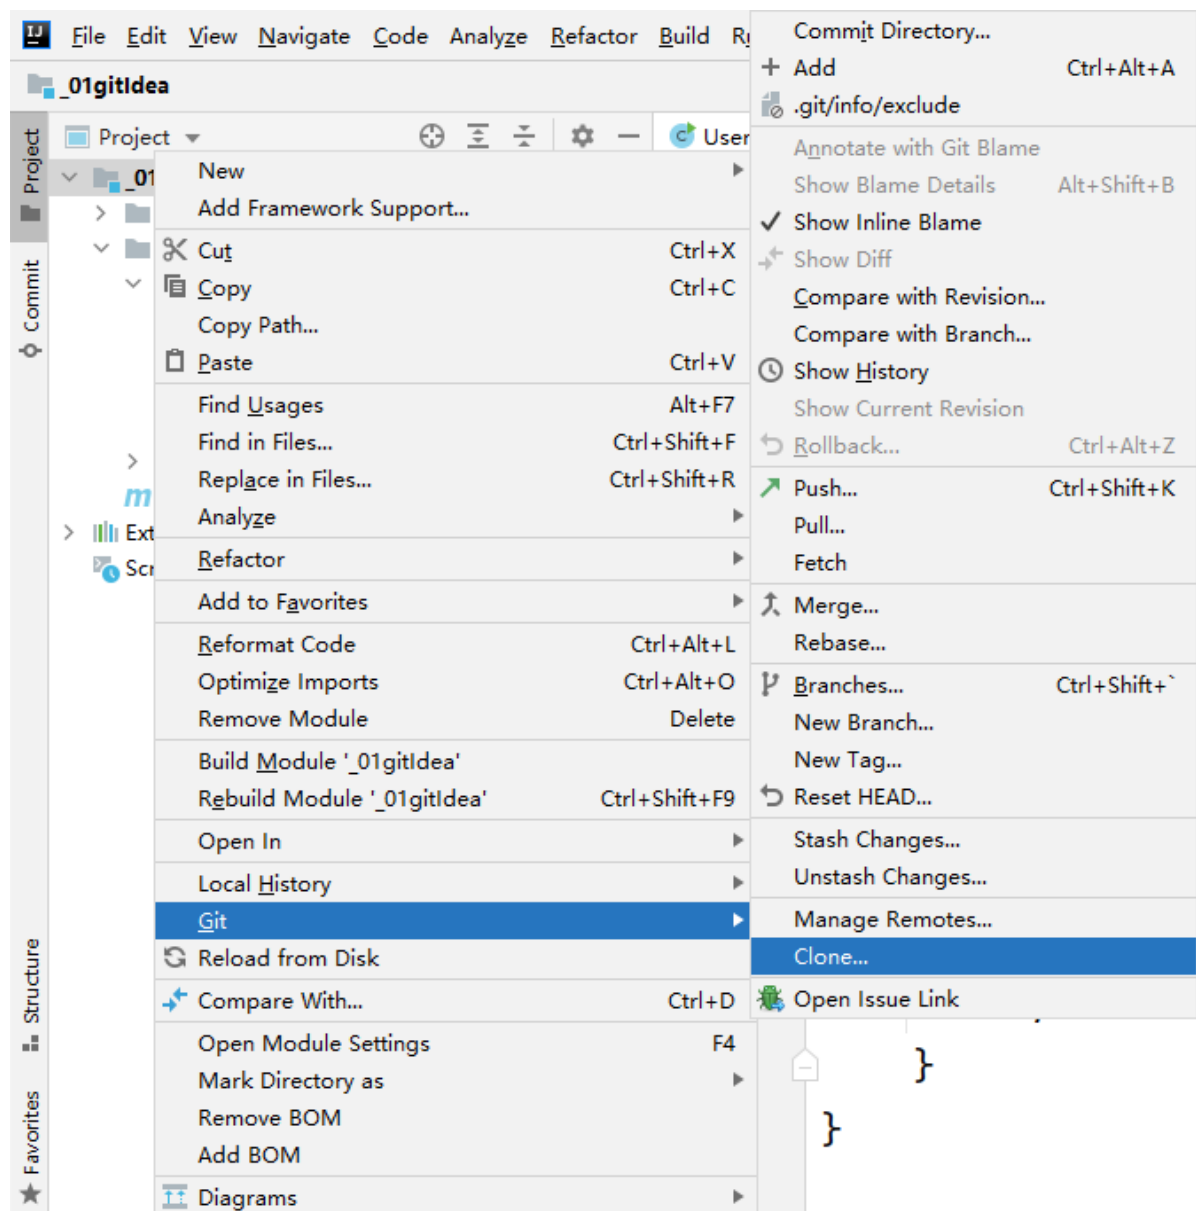 IJ File Edit View Navigate Code Analyze Refactor Build
_01gitIdea
Project
User
_01
m
Ext
Scr
Project
Commit
Structure
Favorites
New
Add Framework Support...
Cut Ctrl+X
Copy Ctrl+C
Copy Path...
Paste Ctrl+V
Find Usages Alt+F7
Find in Files... Ctrl+Shift+F
Replace in Files... Ctrl+Shift+R
Analyze
Refactor
Add to Favorites
Reformat Code Ctrl+Alt+L
Optimize Imports Ctrl+Alt+O
Remove Module Delete
Build Module '_01gitIdea'
Rebuild Module '_01gitIdea' Ctrl+Shift+F9
Open In
Local History
Git
Reload from Disk
Compare With... Ctrl+D
Open Module Settings F4
Mark Directory as
Remove BOM
Add BOM
Diagrams
Commit Directory...
Add Ctrl+Alt+A
.git/info/exclude
Annotate with Git Blame
Show Blame Details Alt+Shift+B
Show Inline Blame
Show Diff
Compare with Revision...
Compare with Branch...
Show History
Show Current Revision
Rollback... Ctrl+Alt+Z
Push... Ctrl+Shift+K
Pull...
Fetch
Merge...
Rebase...
Branches... Ctrl+Shift+`
New Branch...
New Tag...
Reset HEAD...
Stash Changes...
Unstash Changes...
Manage Remotes...
Clone...
Open Issue Link
}
}